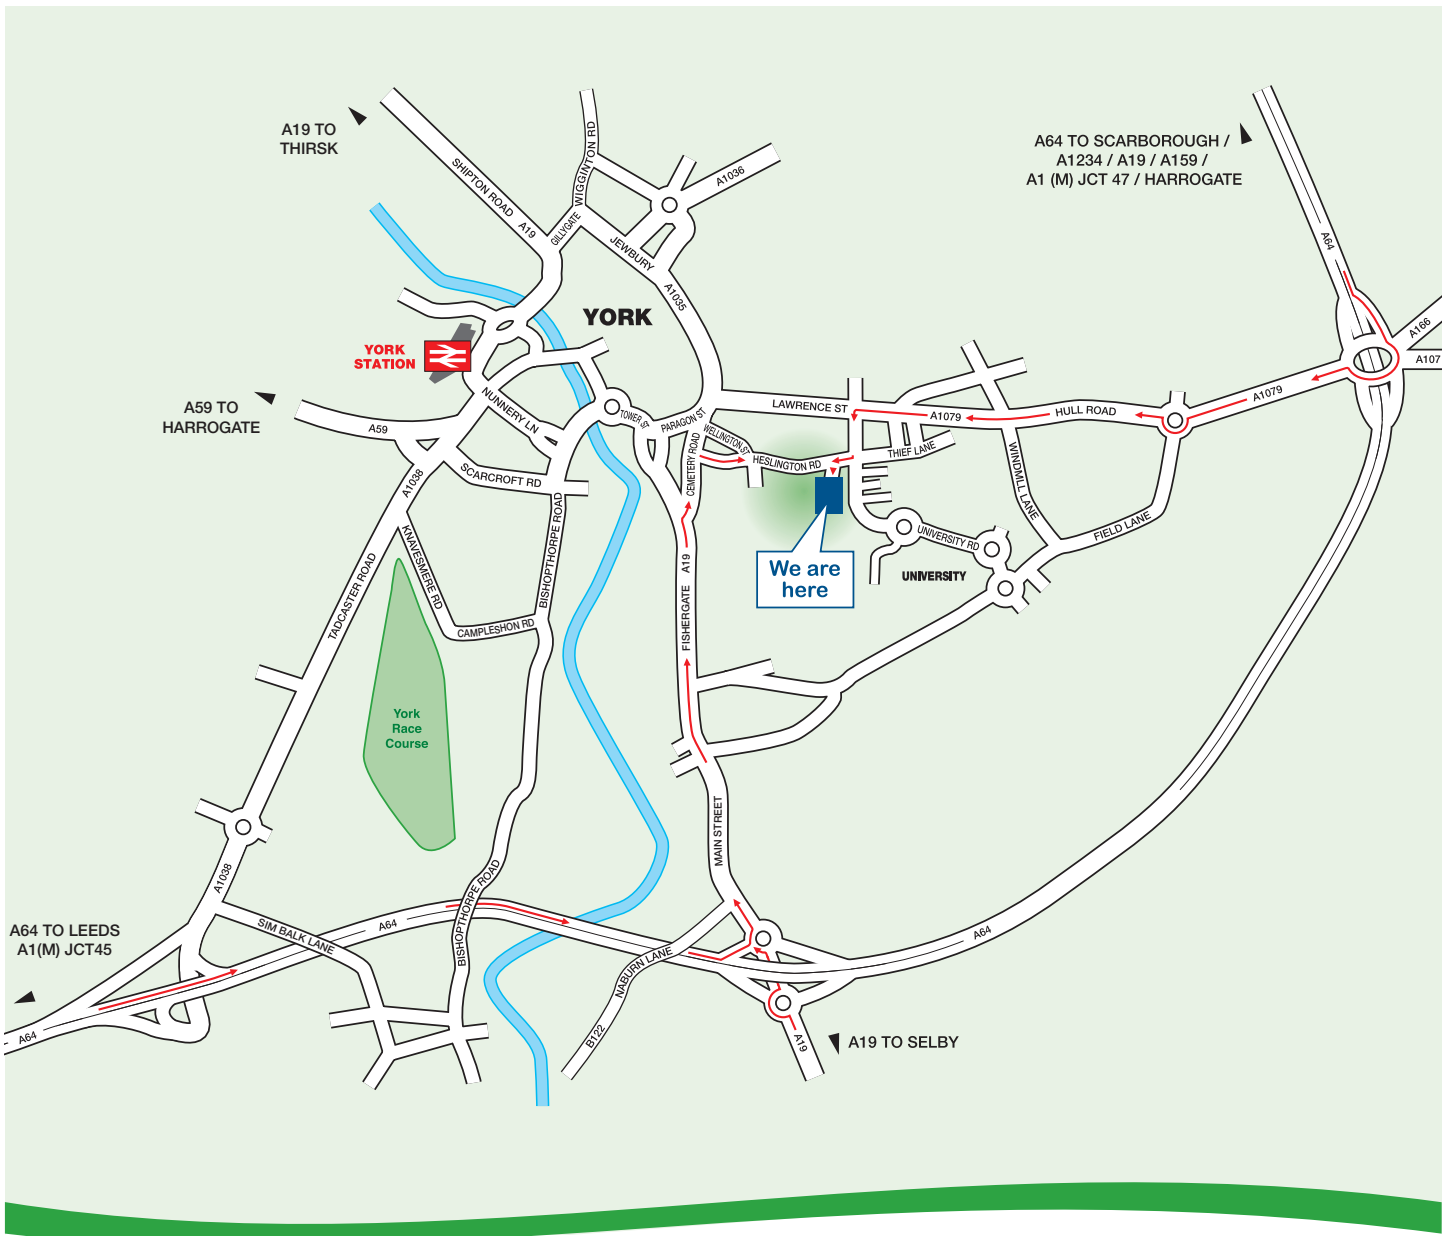 A19 TO
THIRSK
SHIPTON ROAD
A19
WIGGINTON RD
GILLYGATE
A1036
JEWBURY
A1035
A64 TO SCARBOROUGH /
A1234 / A19 / A159 /
A1 (M) JCT 47 / HARROGATE
A64
A166
A107
YORK
YORK
STATION
A59 TO
HARROGATE
A59
NUNNERY LN
TOWER ST
PARAGON ST
WELLINGTON ST
LAWRENCE ST
A1079
HULL ROAD
A1079
CEMETERY ROAD
HESLINGTON RD
THIEF LANE
WINDMILL LANE
FIELD LANE
A1038
SCARCROFT RD
BISHOPTHORPE ROAD
KNAVESMERE RD
TADCASTER ROAD
CAMPLESHON RD
UNIVERSITY RD
UNIVERSITY
We are
here
A19
FISHERGATE
York
Race
Course
MAIN STREET
A1038
A64 TO LEEDS
A1(M) JCT45
SIM BALK LANE
A64
BISHOPTHORPE ROAD
NABURN LANE
B122
A64
A64
A19
A19 TO SELBY